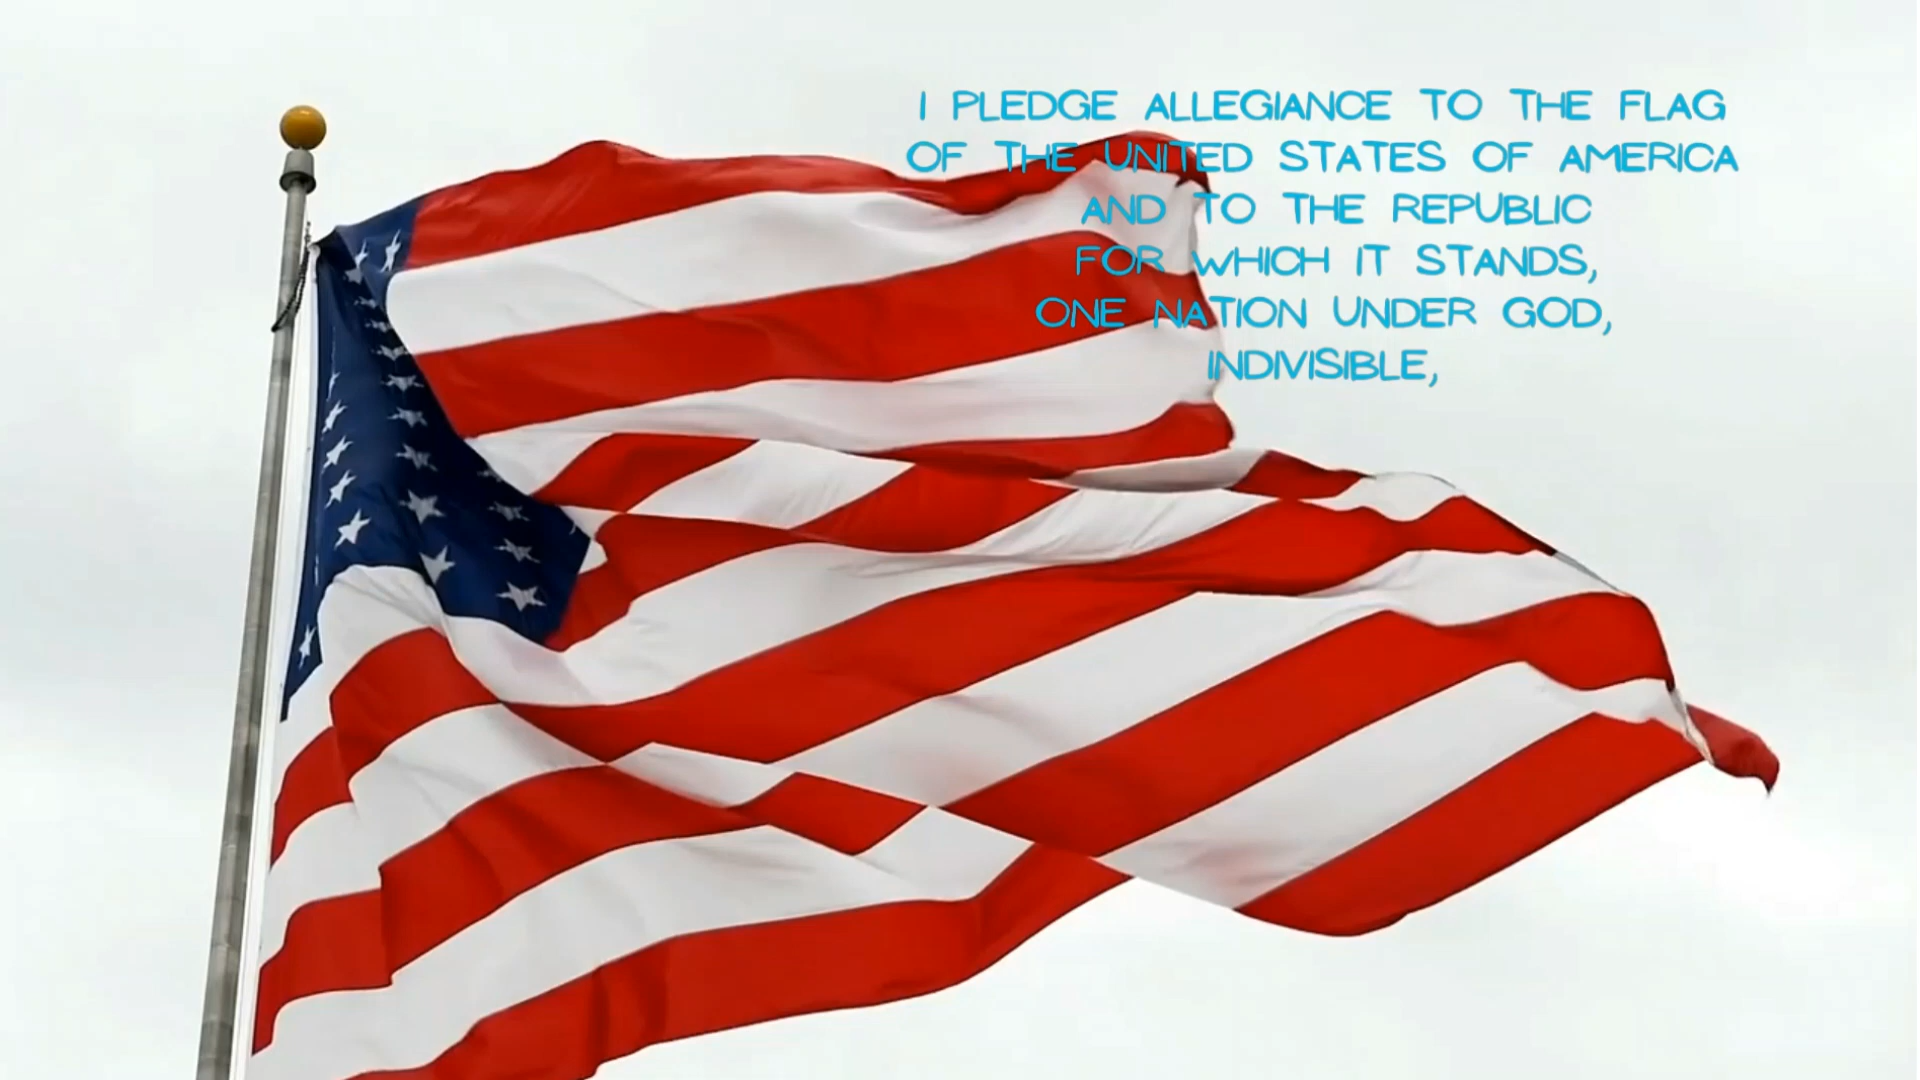 I PLEDGE ALLEGIANCE TO THE FLAG
OF THE UNITED STATES OF AMERICA
AND TO THE REPUBLIC
FOR WHICH IT STANDS,
ONE NATION UNDER GOD,
INDIVISIBLE,